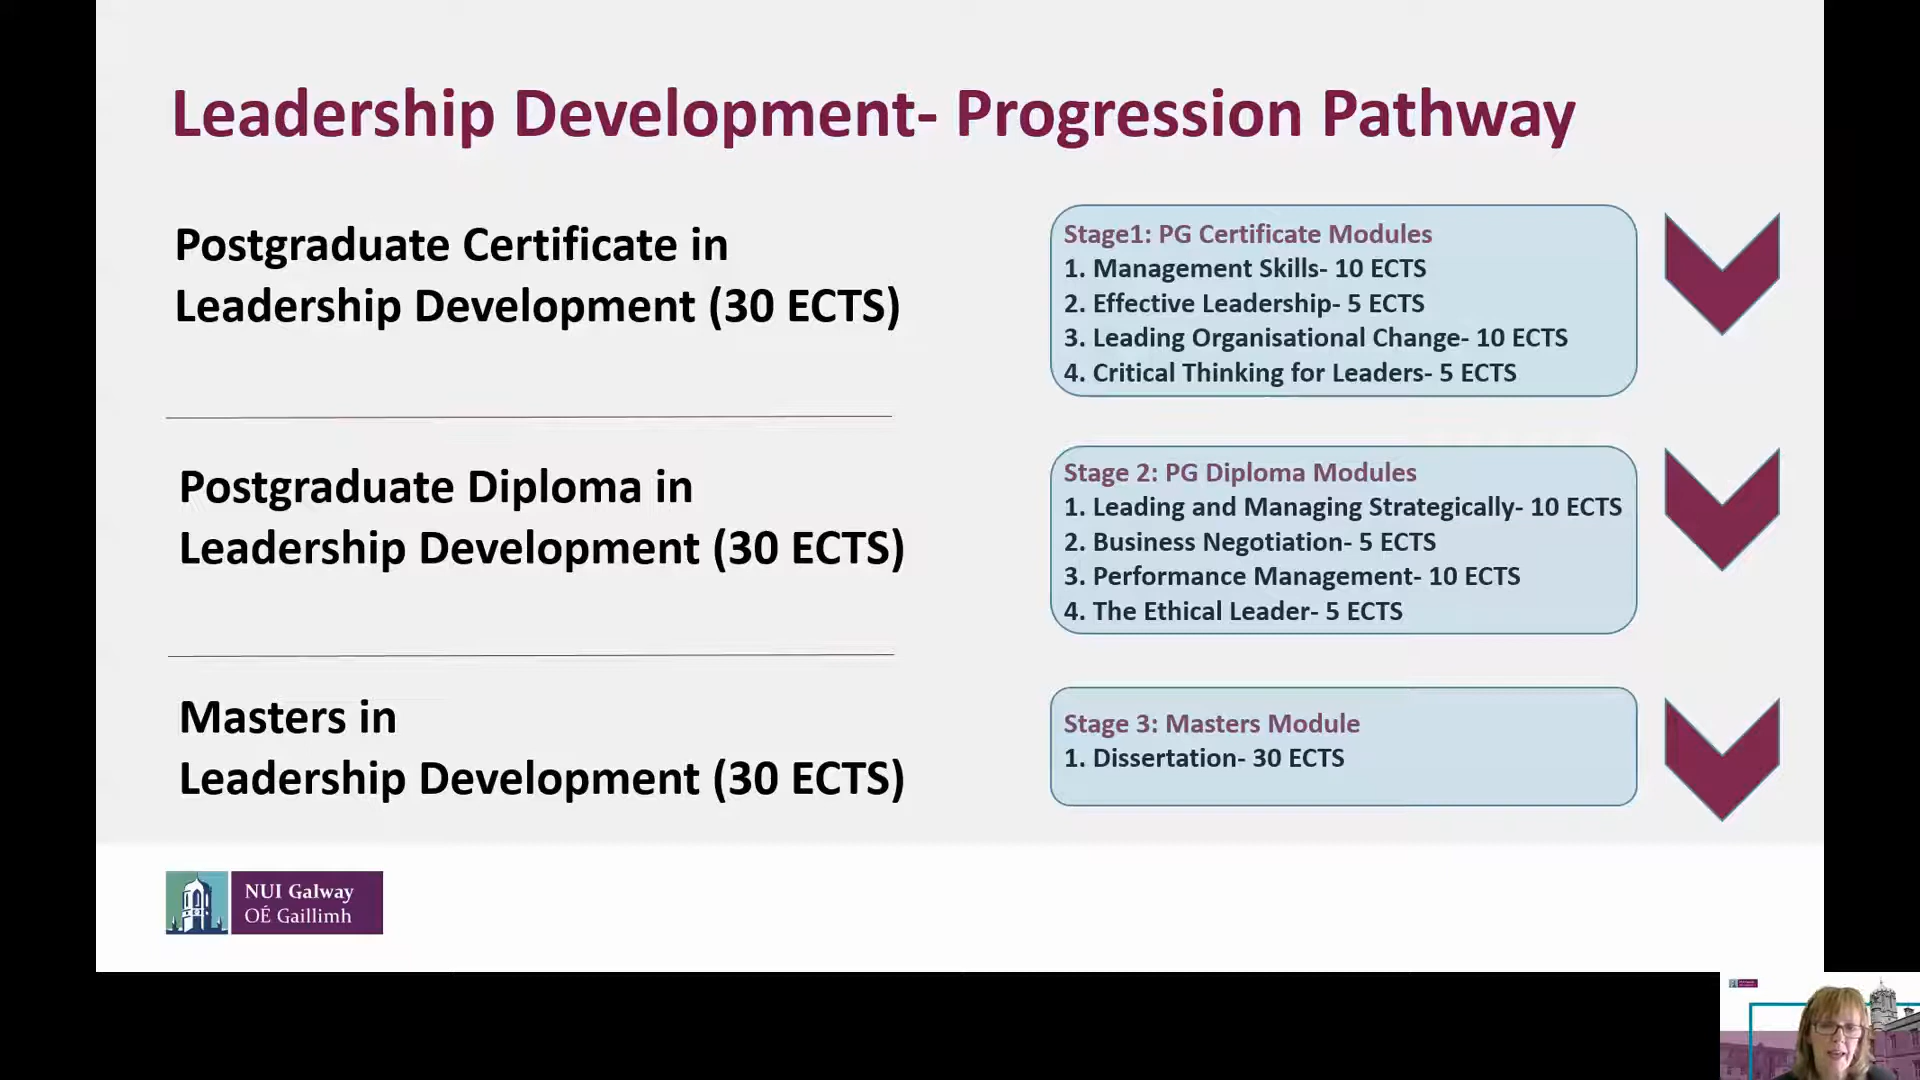 Leadership Development- Progression Pathway
Postgraduate Certificate in
Leadership Development (30 ECTS)
Stage1: PG Certificate Modules
1. Management Skills- 10 ECTS
2. Effective Leadership- 5 ECTS
3. Leading Organisational Change- 10 ECTS
4. Critical Thinking for Leaders- 5 ECTS
Postgraduate Diploma in
Leadership Development (30 ECTS)
Stage 2: PG Diploma Modules
1. Leading and Managing Strategically- 10 ECTS
2. Business Negotiation- 5 ECTS
3. Performance Management- 10 ECTS
4. The Ethical Leader- 5 ECTS
Masters in
Leadership Development (30 ECTS)
Stage 3: Masters Module
1. Dissertation- 30 ECTS
NUI Galway
OÉ Gaillimh